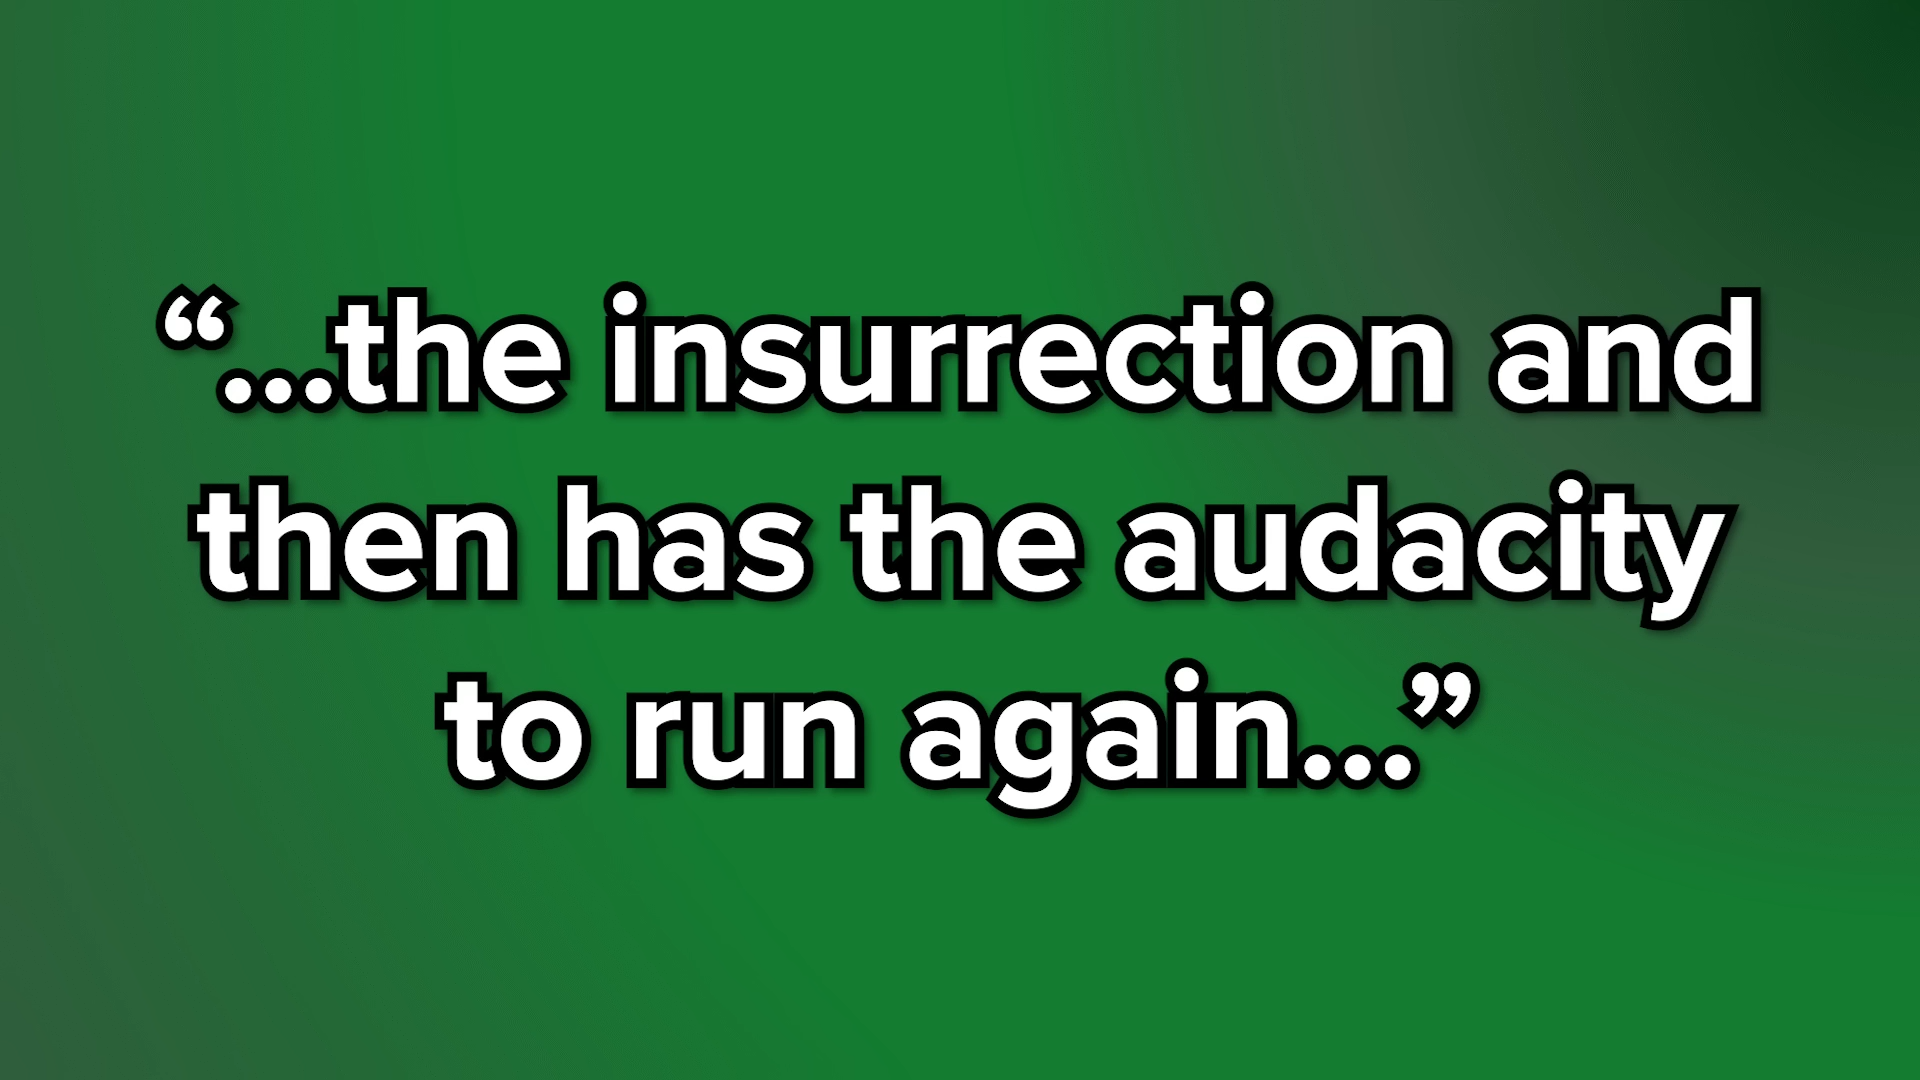 “...the insurrection and
then has the audacity
to run again...”